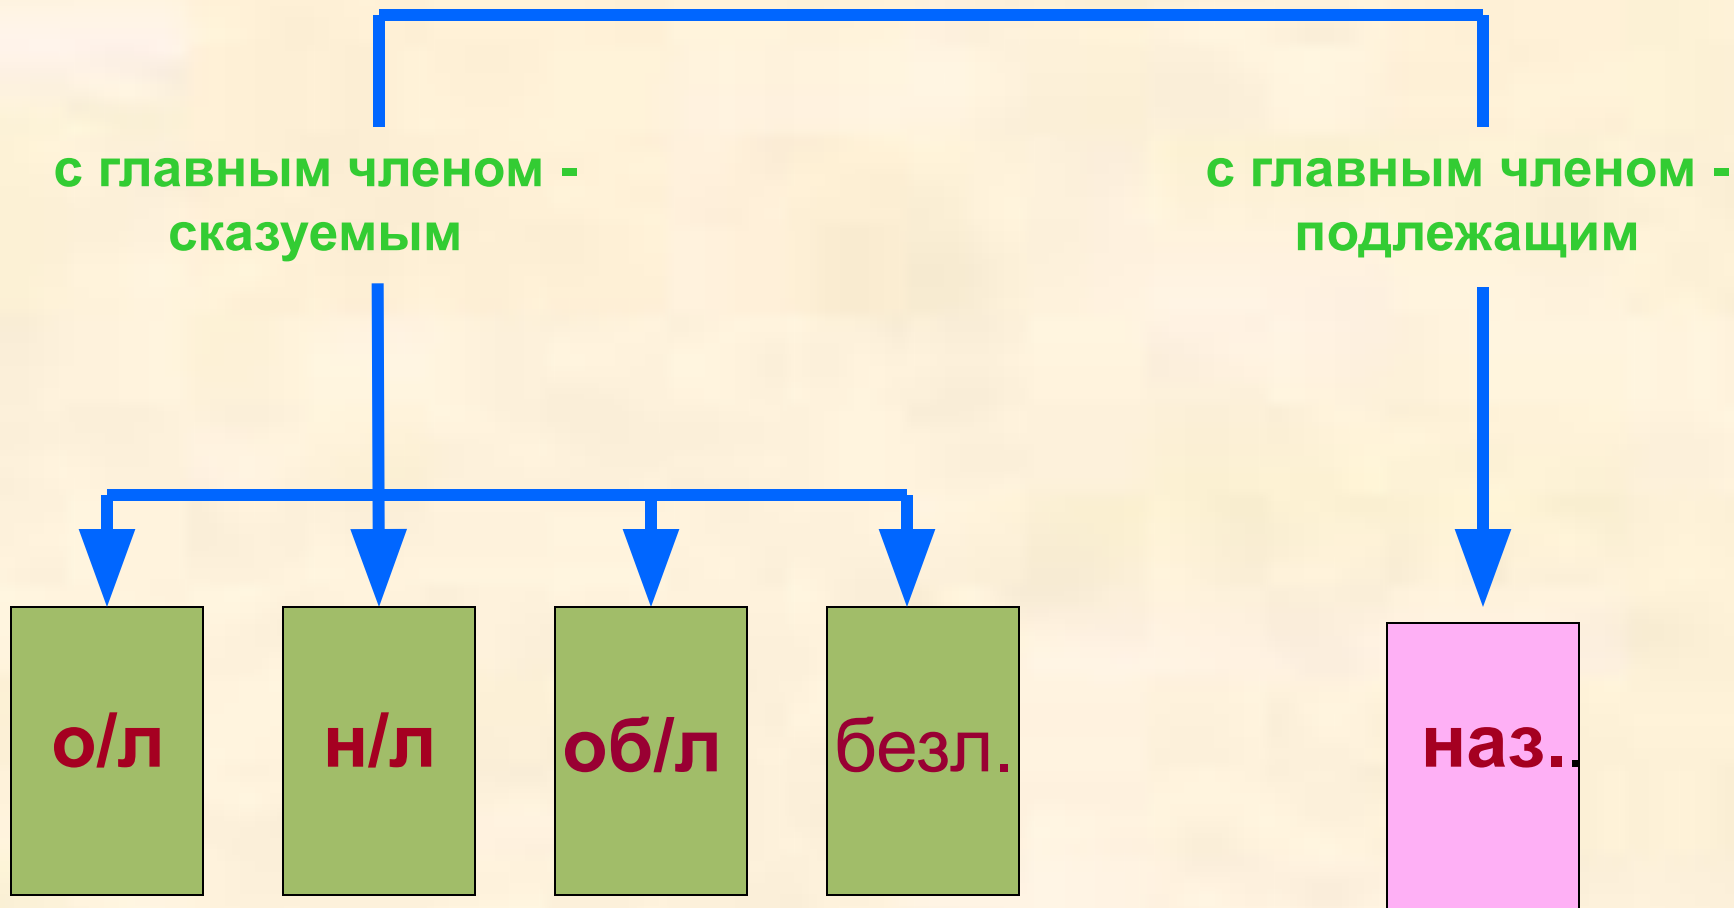 с главным членом -
сказуемым
с главным членом -
подлежащим
о/л
н/л
об/л
безл.
наз..